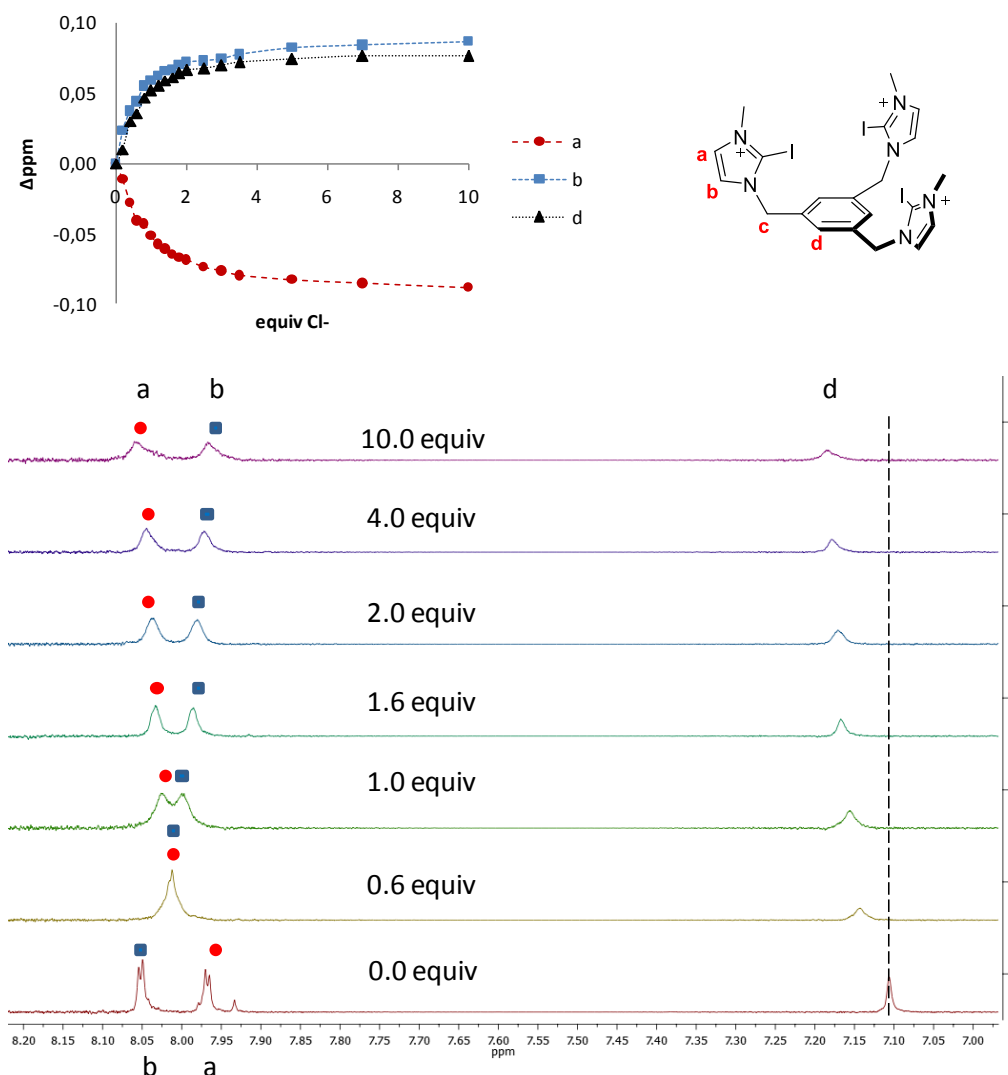 0,10
0,05
0,00
-0,05
-0,10
0 2 4 6 8 10
Δppm
equiv Cl-
a
b
d
N
+
I
N
a
b
c
d
N
+
I
N
I
N
+
N
a b d
10.0 equiv
4.0 equiv
2.0 equiv
1.6 equiv
1.0 equiv
0.6 equiv
0.0 equiv
8.20 8.15 8.10 8.05 8.00 7.95 7.90 7.85 7.80 7.75 7.70 7.65 7.60 7.55 7.50 7.45 7.40 7.35 7.30 7.25 7.20 7.15 7.10 7.05 7.00
ppm
b a